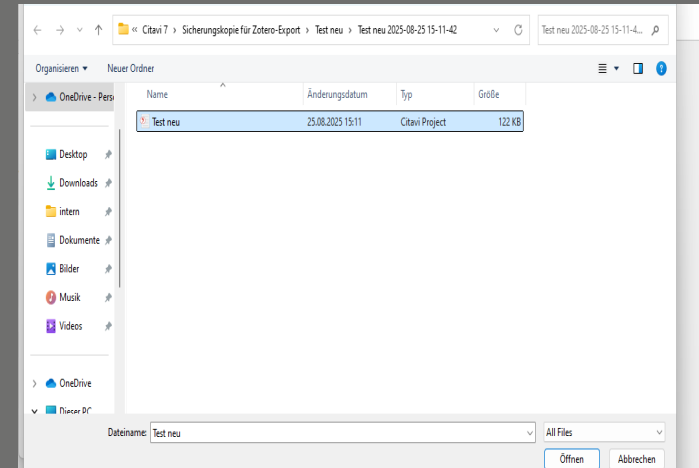 « Citavi 7 › Sicherungskopie für Zotero-Export › Test neu › Test neu 2025-08-25 15-11-42
Test neu 2025-08-25 15-11-4...
Organisieren
Neuer Ordner
Name
Änderungsdatum
Typ
Größe
OneDrive - Pers
Test neu
25.08.2025 15:11
Citavi Project
122 KB
Desktop
Downloads
intern
Dokumente
Bilder
Musik
Videos
OneDrive
Dieser PC
Dateiname:
Test neu
All Files
Öffnen
Abbrechen